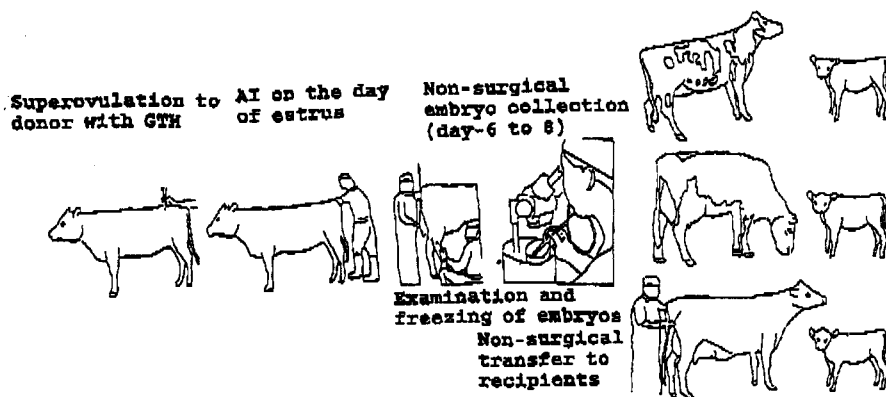 Superovulation to
donor with GTH
AI on the day
of estrus
Non-surgical
embryo collection
(day-6 to 8)
Examination and
freezing of embryos
Non-surgical
transfer to
recipients